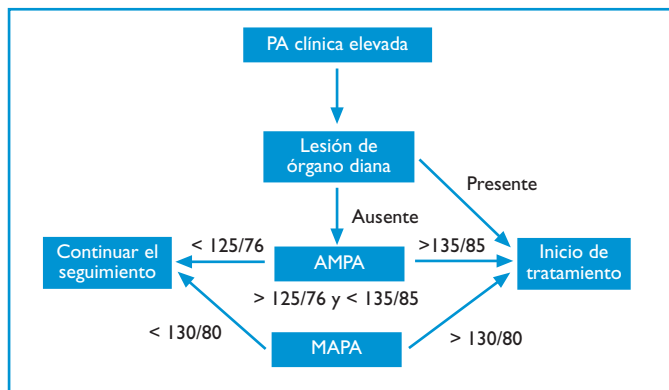 PA clínica elevada
Lesión de
órgano diana
Presente
Ausente
Continuar el
seguimiento
< 125/76
AMPA
>135/85
Inicio de
tratamiento
> 125/76 y < 135/85
< 130/80
MAPA
> 130/80